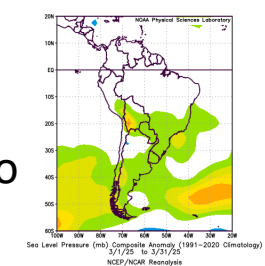 NOAA Physical Sciences Laboratory
20N
10N
EQ
10S
20S
30S
40S
50S
60S
100W 90W 80W 70W 60W 50W 40W 30W 20W
Sea Level Pressure (mb) Composite Anomaly (1991-2020 Climatology)
3/1/25 to 3/31/25
NCEP/NCAR Reanalysis
o